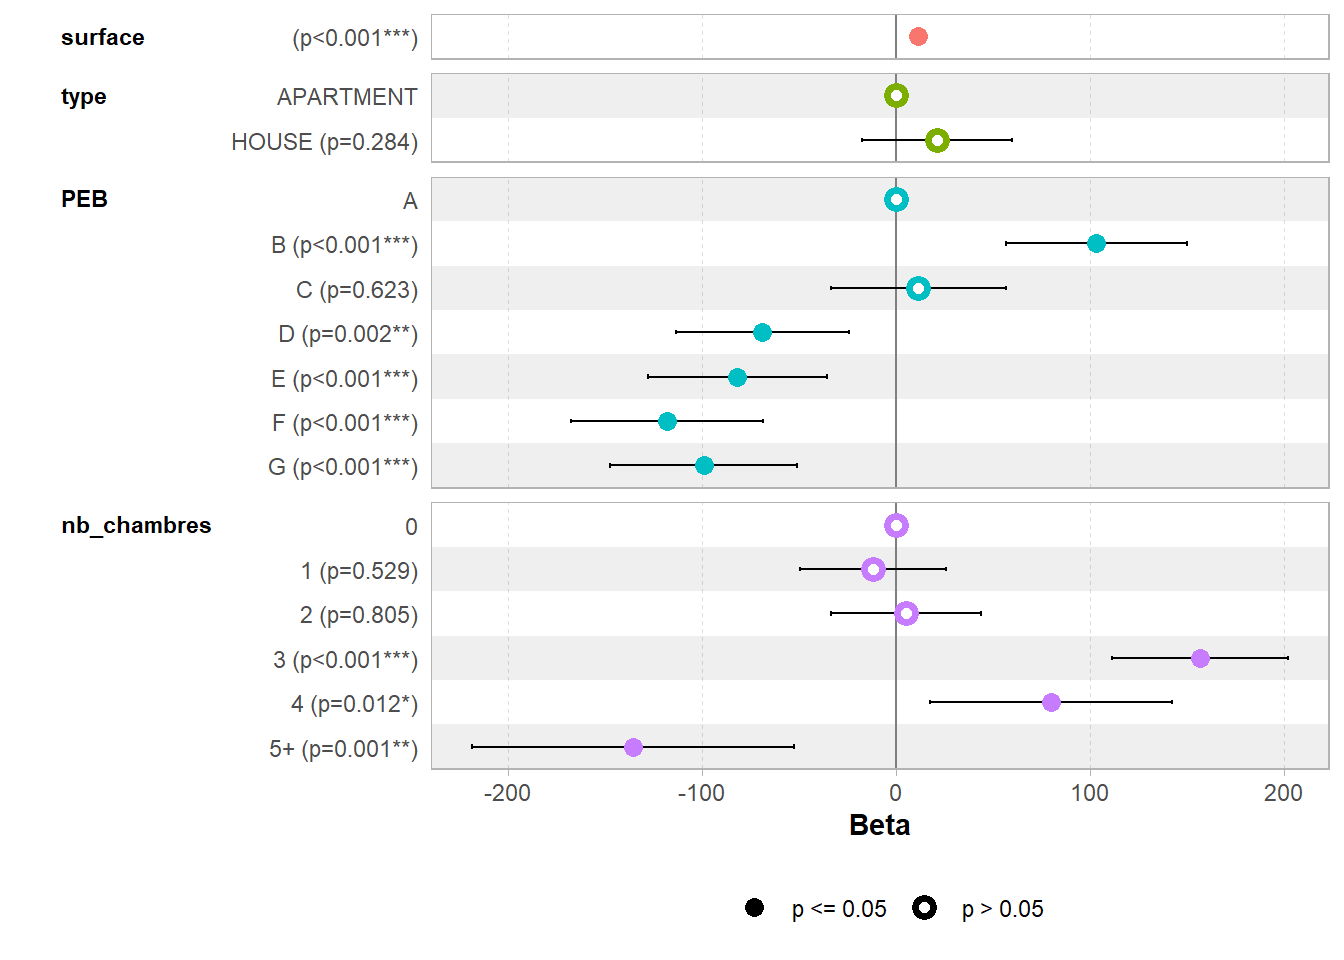 surface (p<0.001***)
type APARTMENT
HOUSE (p=0.284)
PEB A
B (p<0.001***)
C (p=0.623)
D (p=0.002**)
E (p<0.001***)
F (p<0.001***)
G (p<0.001***)
nb_chambres 0
1 (p=0.529)
2 (p=0.805)
3 (p<0.001***)
4 (p=0.012*)
5+ (p=0.001**)
-200 -100 0 100 200
Beta
p <= 0.05 p > 0.05